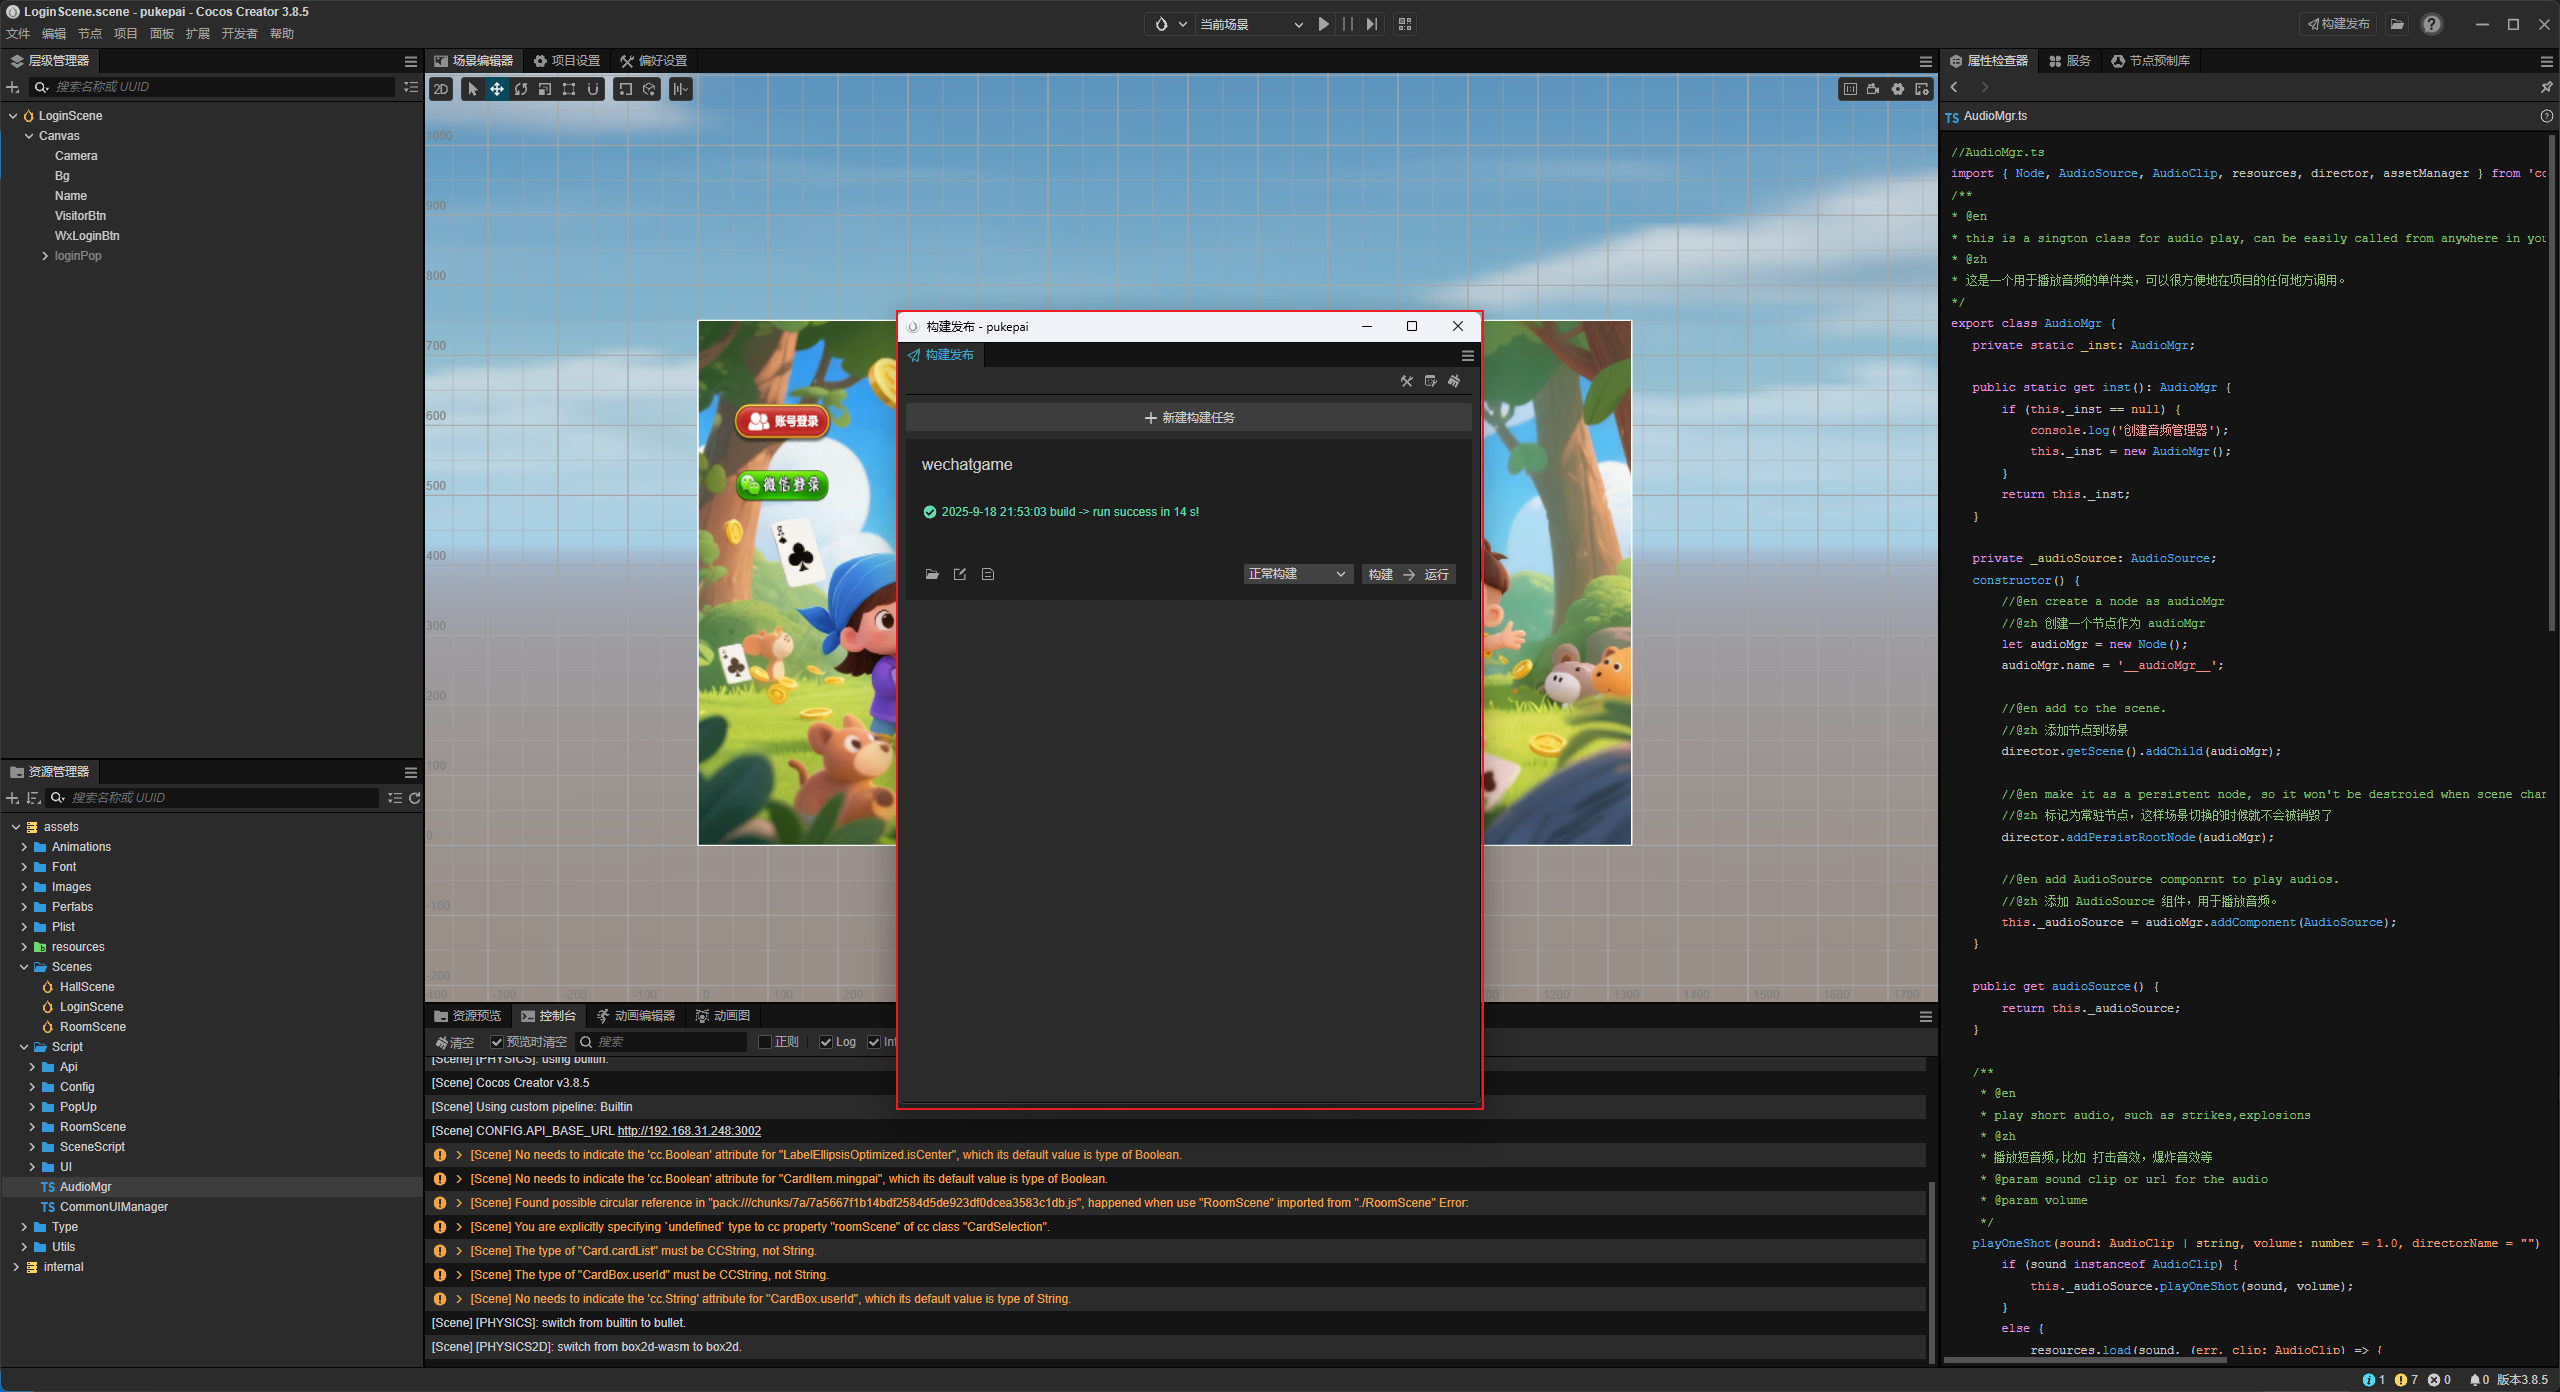 LoginScene.scene - pukepai - Cocos Creator 3.8.5
文件 编辑 节点 项目 面板 扩展 开发者 帮助
当前场景
构建发布
层级管理器
搜索名称或 UUID
LoginScene
Canvas
Camera
Bg
Name
VisitorBtn
WxLoginBtn
loginPop
资源管理器
搜索名称或 UUID
assets
Animations
Font
Images
Perfabs
Plist
resources
Scenes
HallScene
LoginScene
RoomScene
Script
Api
Config
PopUp
RoomScene
SceneScript
UI
TS AudioMgr
TS CommonUIManager
Type
Utils
internal
场景编辑器 项目设置 偏好设置
2D
1000
900
800
700
600
500
400
300
200
100
0
-100
-200
-300 -200 -100 0 100 200
1200 1300 1400 1500 1600 1700
账号登录
微信登录
构建发布 - pukepai
构建发布
新建构建任务
wechatgame
2025-9-18 21:53:03 build -> run success in 14 s!
正常构建 构建 → 运行
资源预览 控制台 动画编辑器 动画图
清空 预览时清空 搜索 正则 Log
[Scene] [PHYSICS]: using builtin.
[Scene] Cocos Creator v3.8.5
[Scene] Using custom pipeline: Builtin
[Scene] CONFIG.API_BASE_URL http://192.168.31.248:3002
[Scene] No needs to indicate the 'cc.Boolean' attribute for "LabelEllipsisOptimized.isCenter", which its default value is type of Boolean.
[Scene] No needs to indicate the 'cc.Boolean' attribute for "CardItem.mingpai", which its default value is type of Boolean.
[Scene] Found possible circular reference in "pack:///chunks/7a/7a5667f1b14bdf2584d5de923df0dcea3583c1db.js", happened when use "RoomScene" imported from "./RoomScene" Error:
[Scene] You are explicitly specifying `undefined` type to cc property "roomScene" of cc class "CardSelection".
[Scene] The type of "Card.cardList" must be CCString, not String.
[Scene] The type of "CardBox.userId" must be CCString, not String.
[Scene] No needs to indicate the 'cc.String' attribute for "CardBox.userId", which its default value is type of String.
[Scene] [PHYSICS]: switch from builtin to bullet.
[Scene] [PHYSICS2D]: switch from box2d-wasm to box2d.
属性检查器 服务 节点预制库
TS AudioMgr.ts
//AudioMgr.ts
import { Node, AudioSource, AudioClip, resources, director, assetManager } from 'cc
/**
* @en
* this is a sington class for audio play, can be easily called from anywhere in you
* @zh
* 这是一个用于播放音频的单件类，可以很方便地在项目的任何地方调用。
*/
export class AudioMgr {
private static _inst: AudioMgr;
public static get inst(): AudioMgr {
if (this._inst == null) {
console.log('创建音频管理器');
this._inst = new AudioMgr();
}
return this._inst;
}
private _audioSource: AudioSource;
constructor() {
//@en create a node as audioMgr
//@zh 创建一个节点作为 audioMgr
let audioMgr = new Node();
audioMgr.name = '__audioMgr__';
//@en add to the scene.
//@zh 添加节点到场景
director.getScene().addChild(audioMgr);
//@en make it as a persistent node, so it won't be destroied when scene char
//@zh 标记为常驻节点，这样场景切换的时候就不会被销毁了
director.addPersistRootNode(audioMgr);
//@en add AudioSource componrnt to play audios.
//@zh 添加 AudioSource 组件，用于播放音频。
this._audioSource = audioMgr.addComponent(AudioSource);
}
public get audioSource() {
return this._audioSource;
}
/**
* @en
* play short audio, such as strikes,explosions
* @zh
* 播放短音频,比如 打击音效，爆炸音效等
* @param sound clip or url for the audio
* @param volume
*/
playOneShot(sound: AudioClip | string, volume: number = 1.0, directorName = "")
if (sound instanceof AudioClip) {
this._audioSource.playOneShot(sound, volume);
}
else {
resources.load(sound, (err, clip: AudioClip) => {
1 7 0 0 版本3.8.5